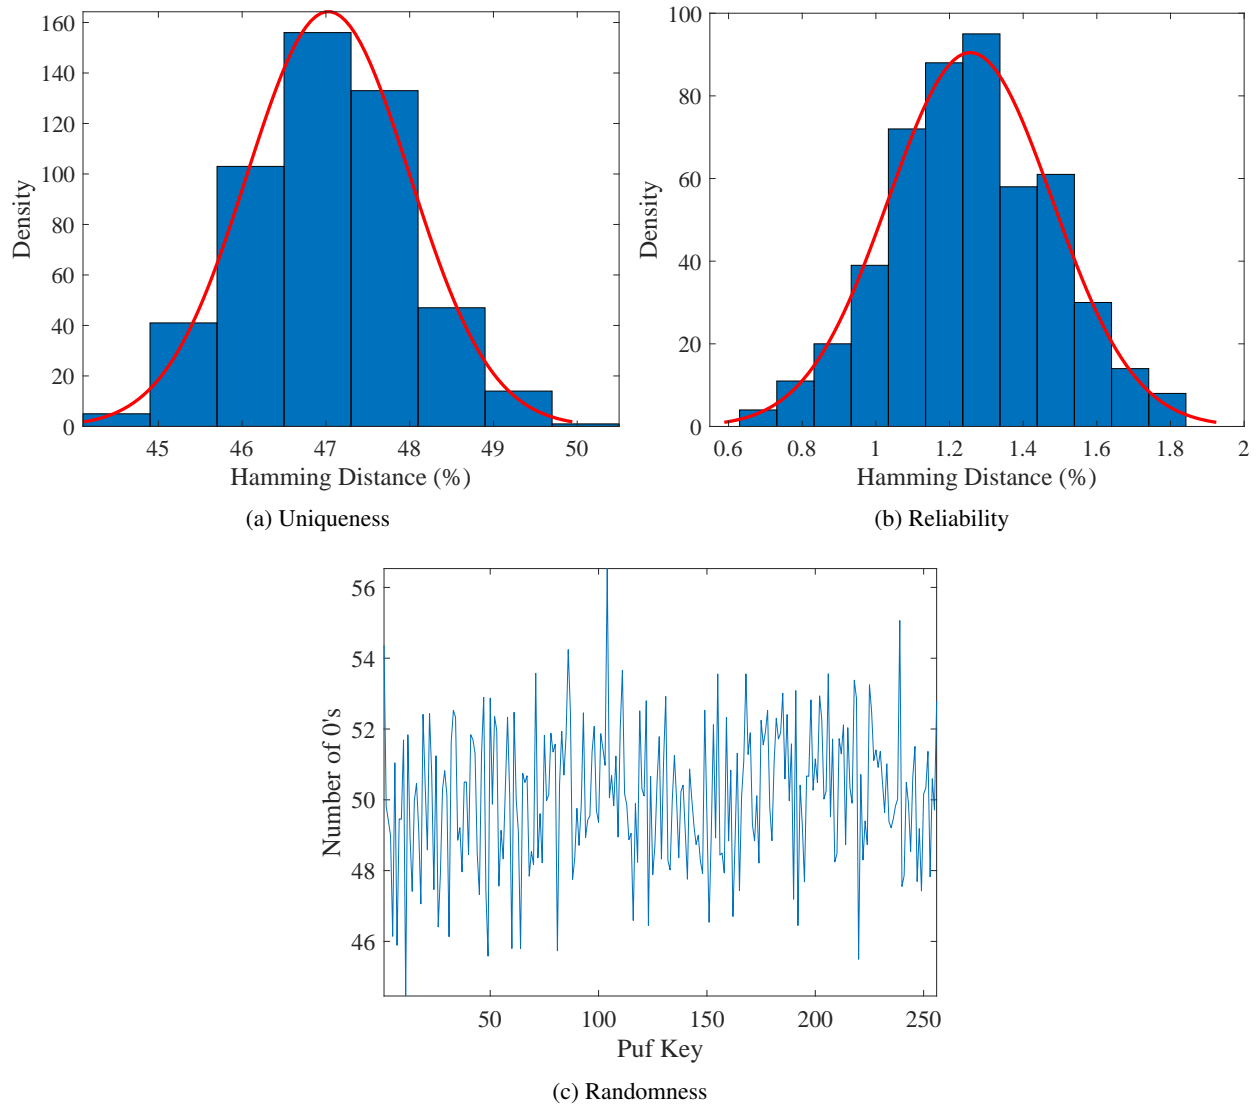 160
140
120
100
80
60
40
20
0
Density
45 46 47 48 49 50
Hamming Distance (%)
(a) Uniqueness
100
80
60
40
20
0
Density
0.6 0.8 1 1.2 1.4 1.6 1.8 2
Hamming Distance (%)
(b) Reliability
56
54
52
50
48
46
Number of 0's
50 100 150 200 250
Puf Key
(c) Randomness